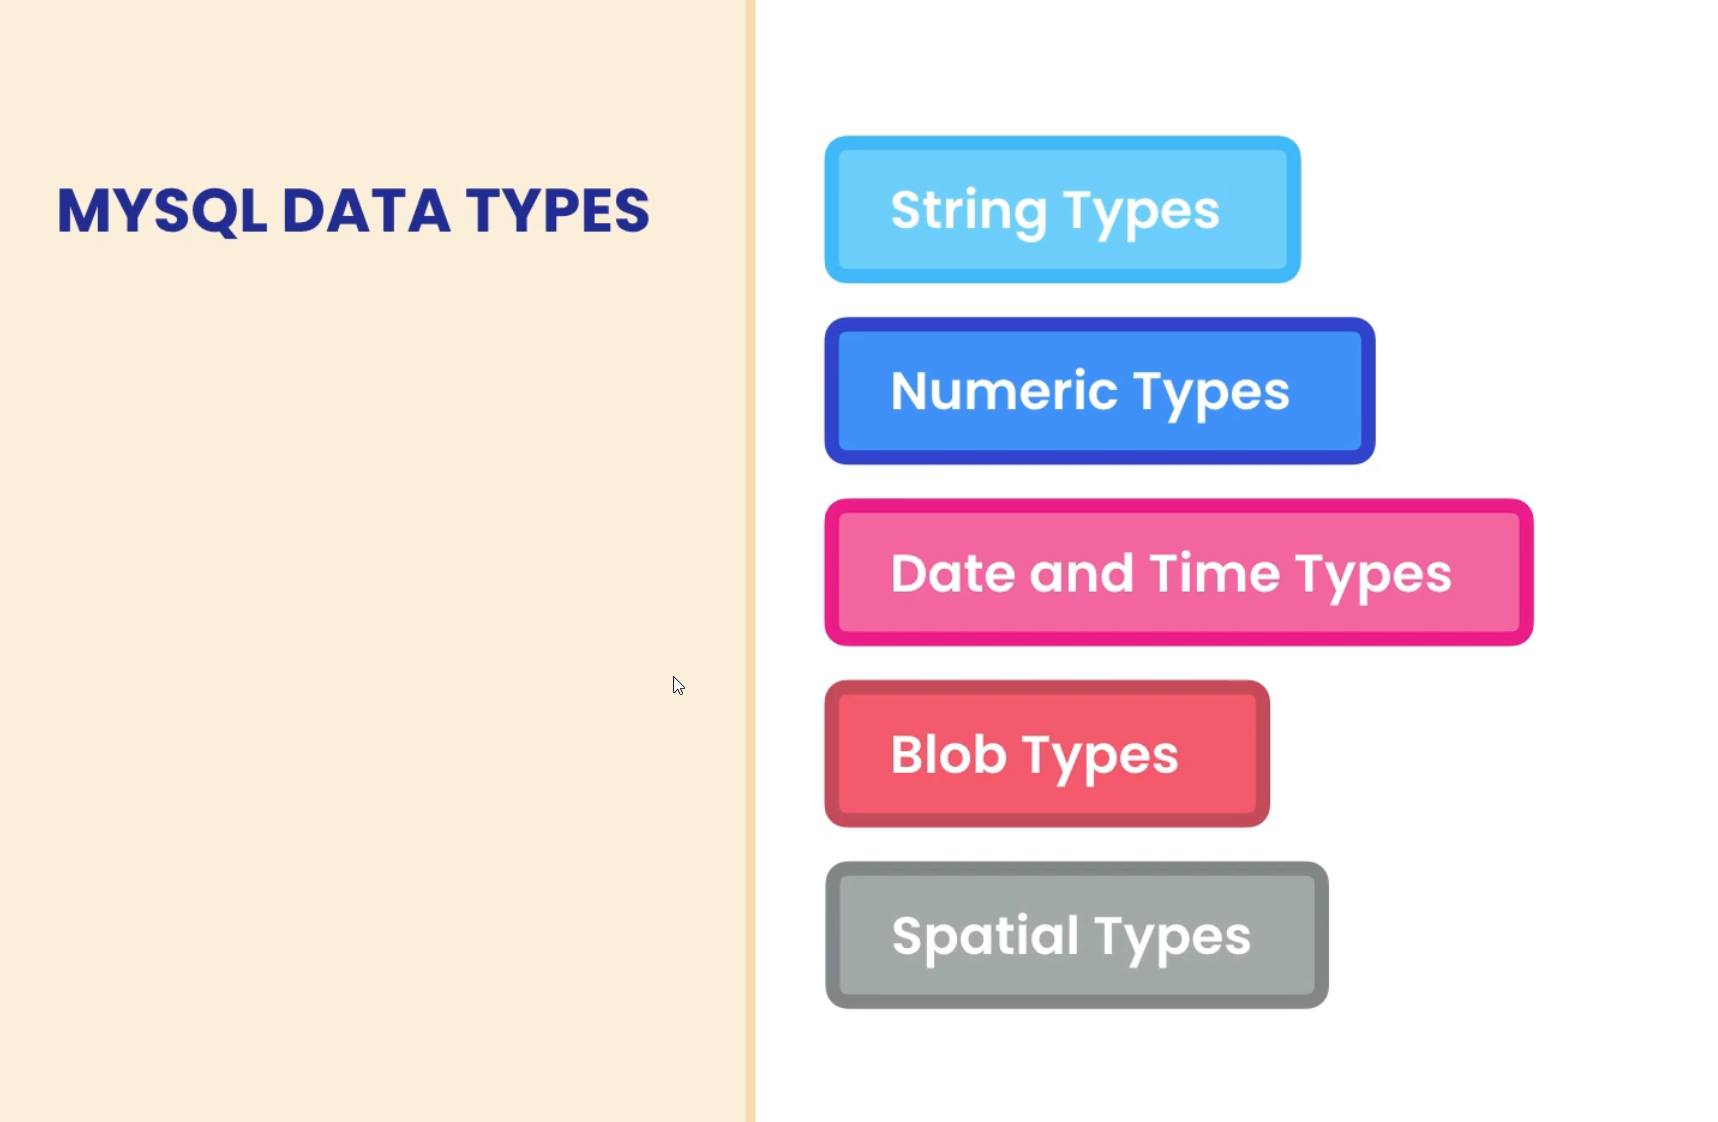 MYSQL DATA TYPES
String Types
Numeric Types
Date and Time Types
Blob Types
Spatial Types